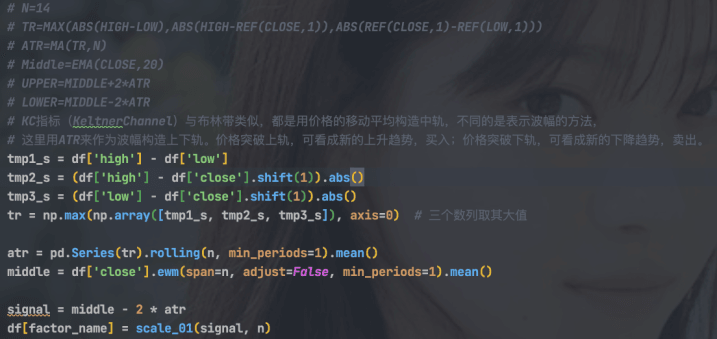 # N=14
# TR=MAX(ABS(HIGH-LOW),ABS(HIGH-REF(CLOSE,1)),ABS(REF(CLOSE,1)-REF(LOW,1)))
# ATR=MA(TR,N)
# Middle=EMA(CLOSE,20)
# UPPER=MIDDLE+2*ATR
# LOWER=MIDDLE-2*ATR
# KC指标（KeltnerChannel）与布林带类似，都是用价格的移动平均构造中轨，不同的是表示波幅的方法，
# 这里用ATR来作为波幅构造上下轨。价格突破上轨，可看成新的上升趋势，买入；价格突破下轨，可看成新的下降趋势，卖出。
tmp1_s = df['high'] - df['low']
tmp2_s = (df['high'] - df['close'].shift(1)).abs()
tmp3_s = (df['low'] - df['close'].shift(1)).abs()
tr = np.max(np.array([tmp1_s, tmp2_s, tmp3_s]), axis=0)  # 三个数列取其大值
atr = pd.Series(tr).rolling(n, min_periods=1).mean()
middle = df['close'].ewm(span=n, adjust=False, min_periods=1).mean()
signal = middle - 2 * atr
df[factor_name] = scale_01(signal, n)